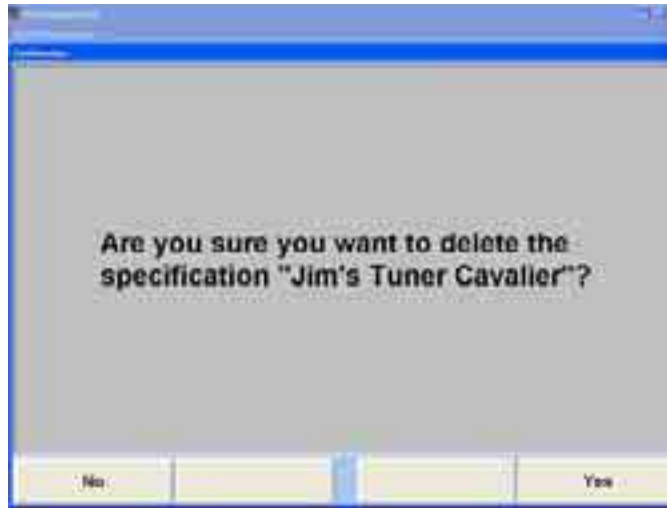 Are you sure you want to delete the
specification "Jim's Tuner Cavalier"?
No
Yes